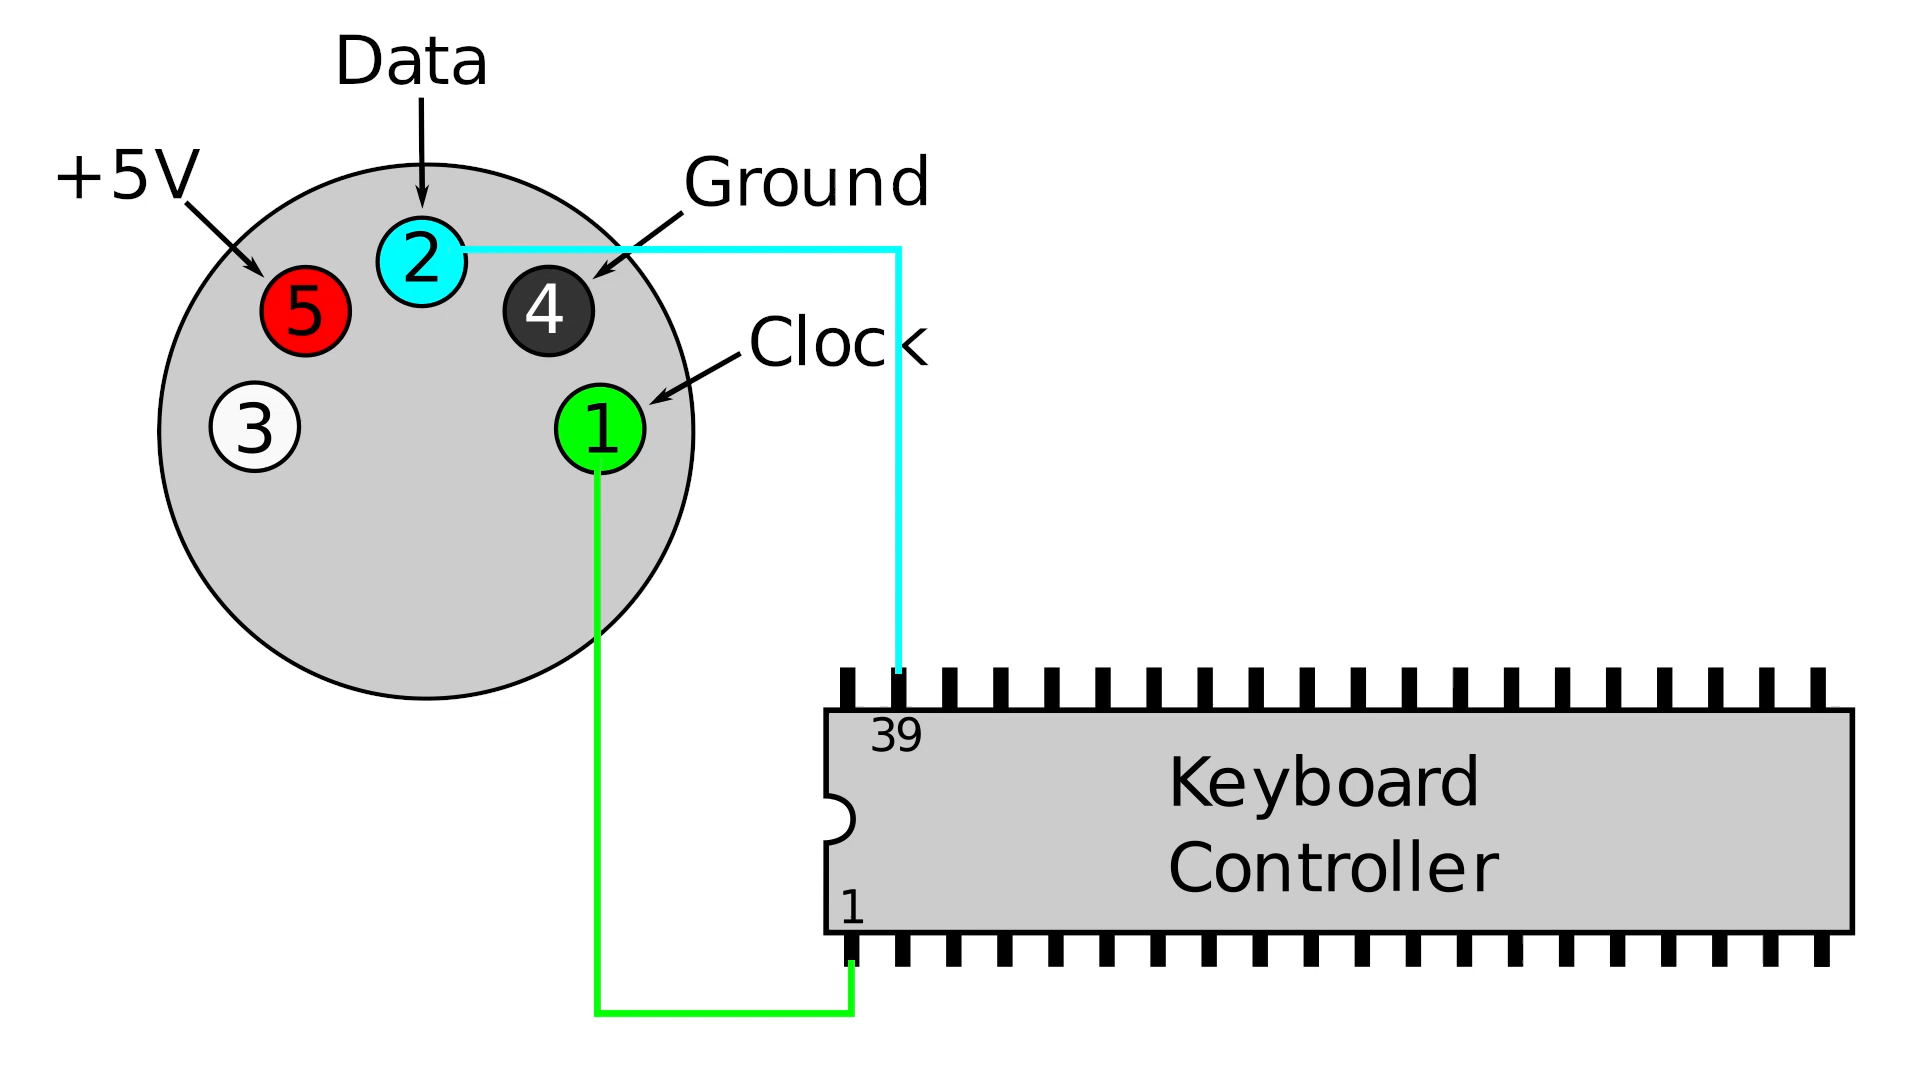 Data
+5V
Ground
2
5
4
Clock
3
1
39
Keyboard
Controller
1